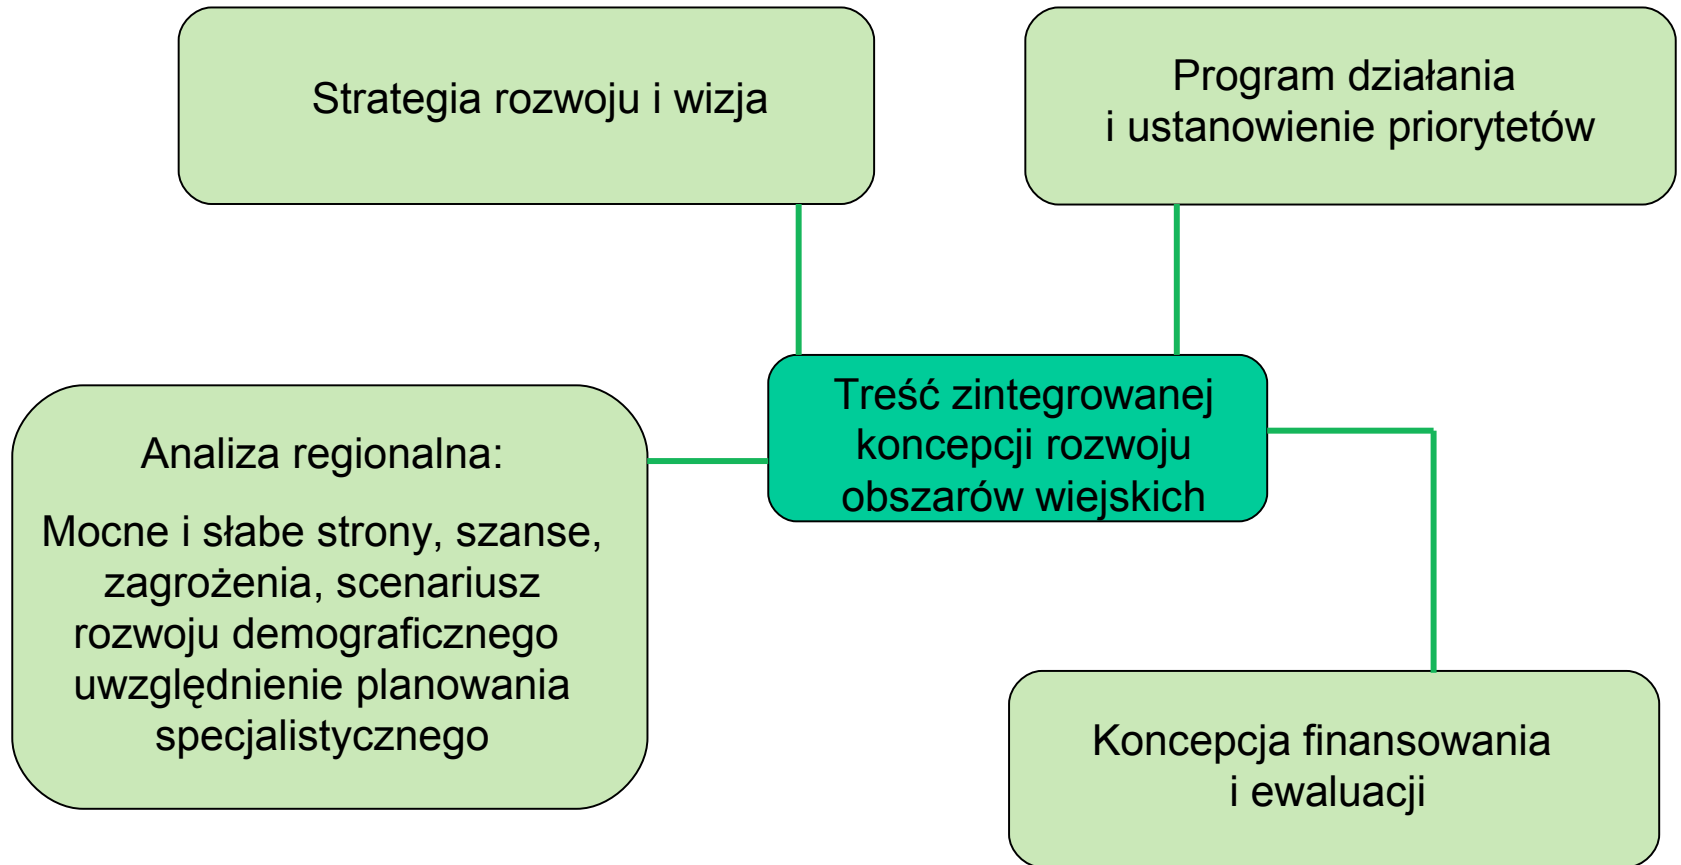 Strategia rozwoju i wizja
Program działania
i ustanowienie priorytetów
Treść zintegrowanej
koncepcji rozwoju
obszarów wiejskich
Analiza regionalna:
Mocne i słabe strony, szanse,
zagrożenia, scenariusz
rozwoju demograficznego
uwzględnienie planowania
specjalistycznego
Koncepcja finansowania
i ewaluacji